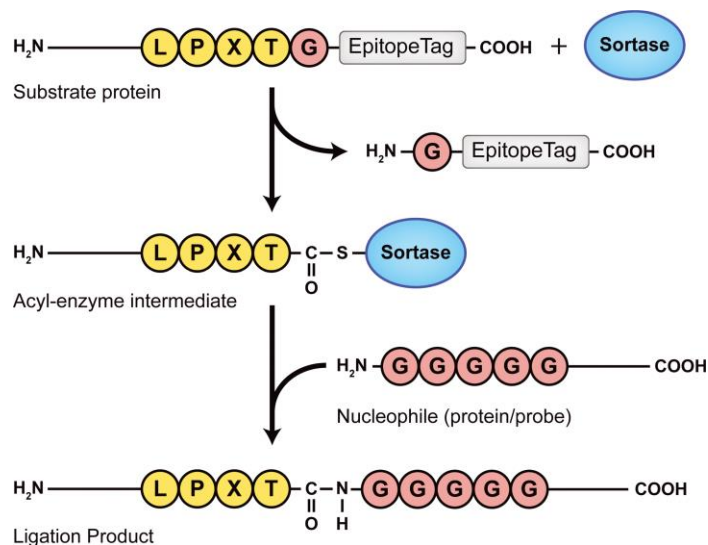 H₂N L P X T G EpitopeTag COOH + Sortase
Substrate protein
H₂N G EpitopeTag COOH
H₂N L P X T C S Sortase
O
Acyl-enzyme intermediate
H₂N G G G G G COOH
Nucleophile (protein/probe)
H₂N L P X T C N G G G G G COOH
O H
Ligation Product